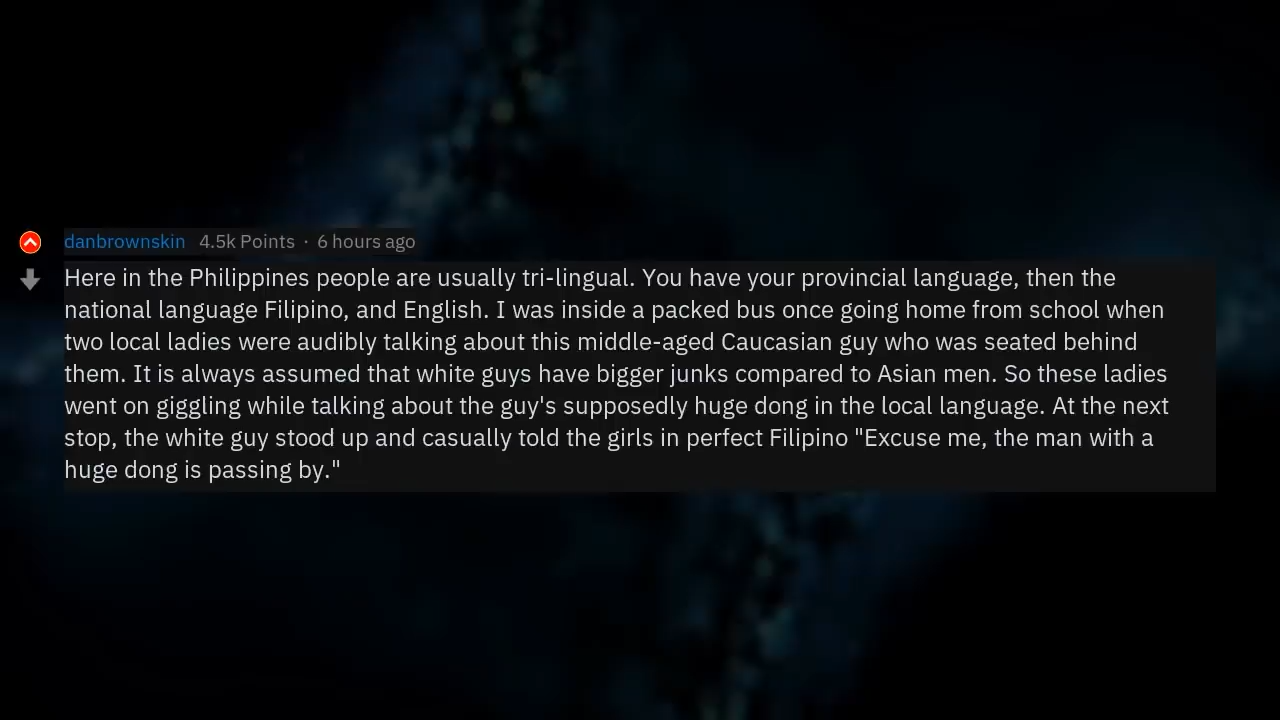 danbrownskin 4.5k Points · 6 hours ago
Here in the Philippines people are usually tri-lingual. You have your provincial language, then the
national language Filipino, and English. I was inside a packed bus once going home from school when
two local ladies were audibly talking about this middle-aged Caucasian guy who was seated behind
them. It is always assumed that white guys have bigger junks compared to Asian men. So these ladies
went on giggling while talking about the guy's supposedly huge dong in the local language. At the next
stop, the white guy stood up and casually told the girls in perfect Filipino "Excuse me, the man with a
huge dong is passing by."